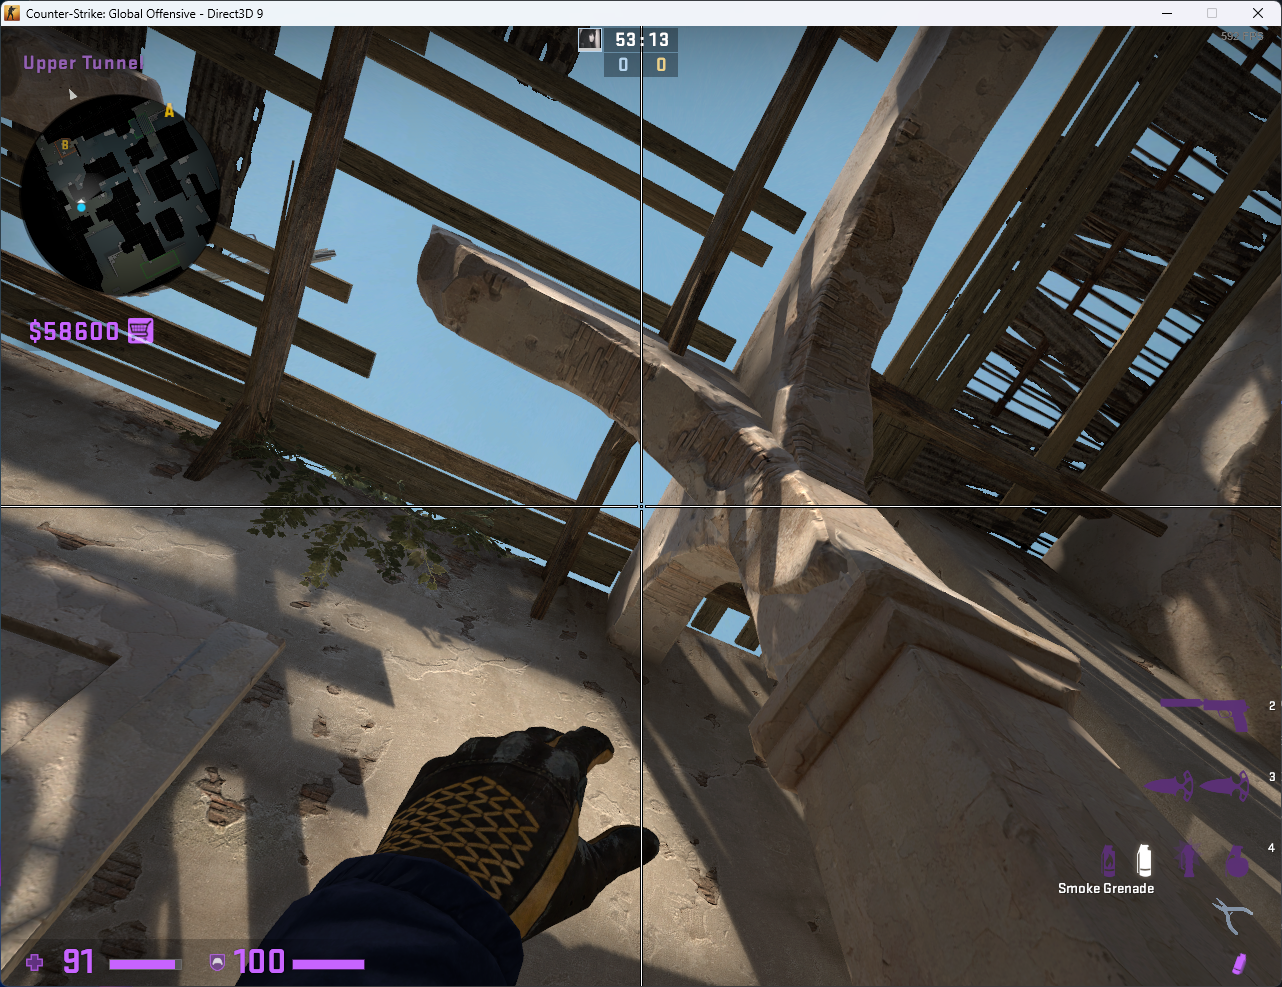 Counter-Strike: Global Offensive - Direct3D 9
53:13
0 0
Upper Tunnel
A
B
$58600
2
3
4
Smoke Grenade
91 100